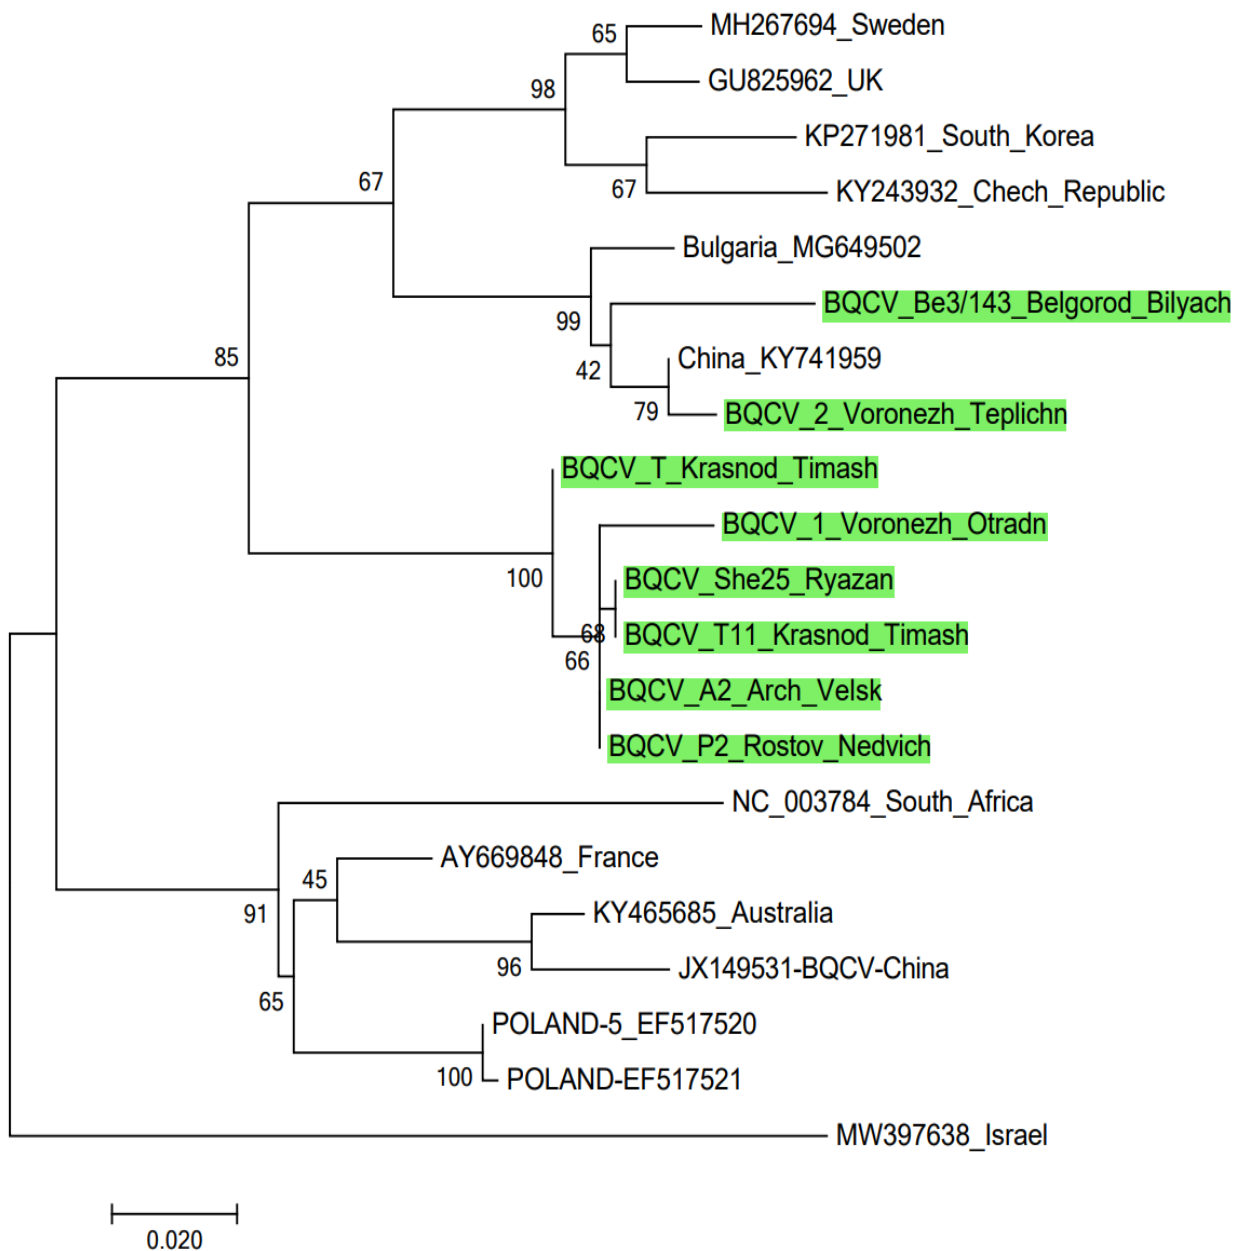 65
MH267694_Sweden
GU825962_UK
98
KP271981_South_Korea
67
KY243932_Chech_Republic
67
Bulgaria_MG649502
BQCV_Be3/143_Belgorod_Bilyach
99
China_KY741959
42
85
79
BQCV_2_Voronezh_Teplichn
BQCV_T_Krasnod_Timash
BQCV_1_Voronezh_Otradn
100
BQCV_She25_Ryazan
68
BQCV_T11_Krasnod_Timash
66
BQCV_A2_Arch_Velsk
BQCV_P2_Rostov_Nedvich
NC_003784_South_Africa
AY669848_France
45
91
KY465685_Australia
96
JX149531-BQCV-China
65
POLAND-5_EF517520
100
POLAND-EF517521
MW397638_Israel
0.020